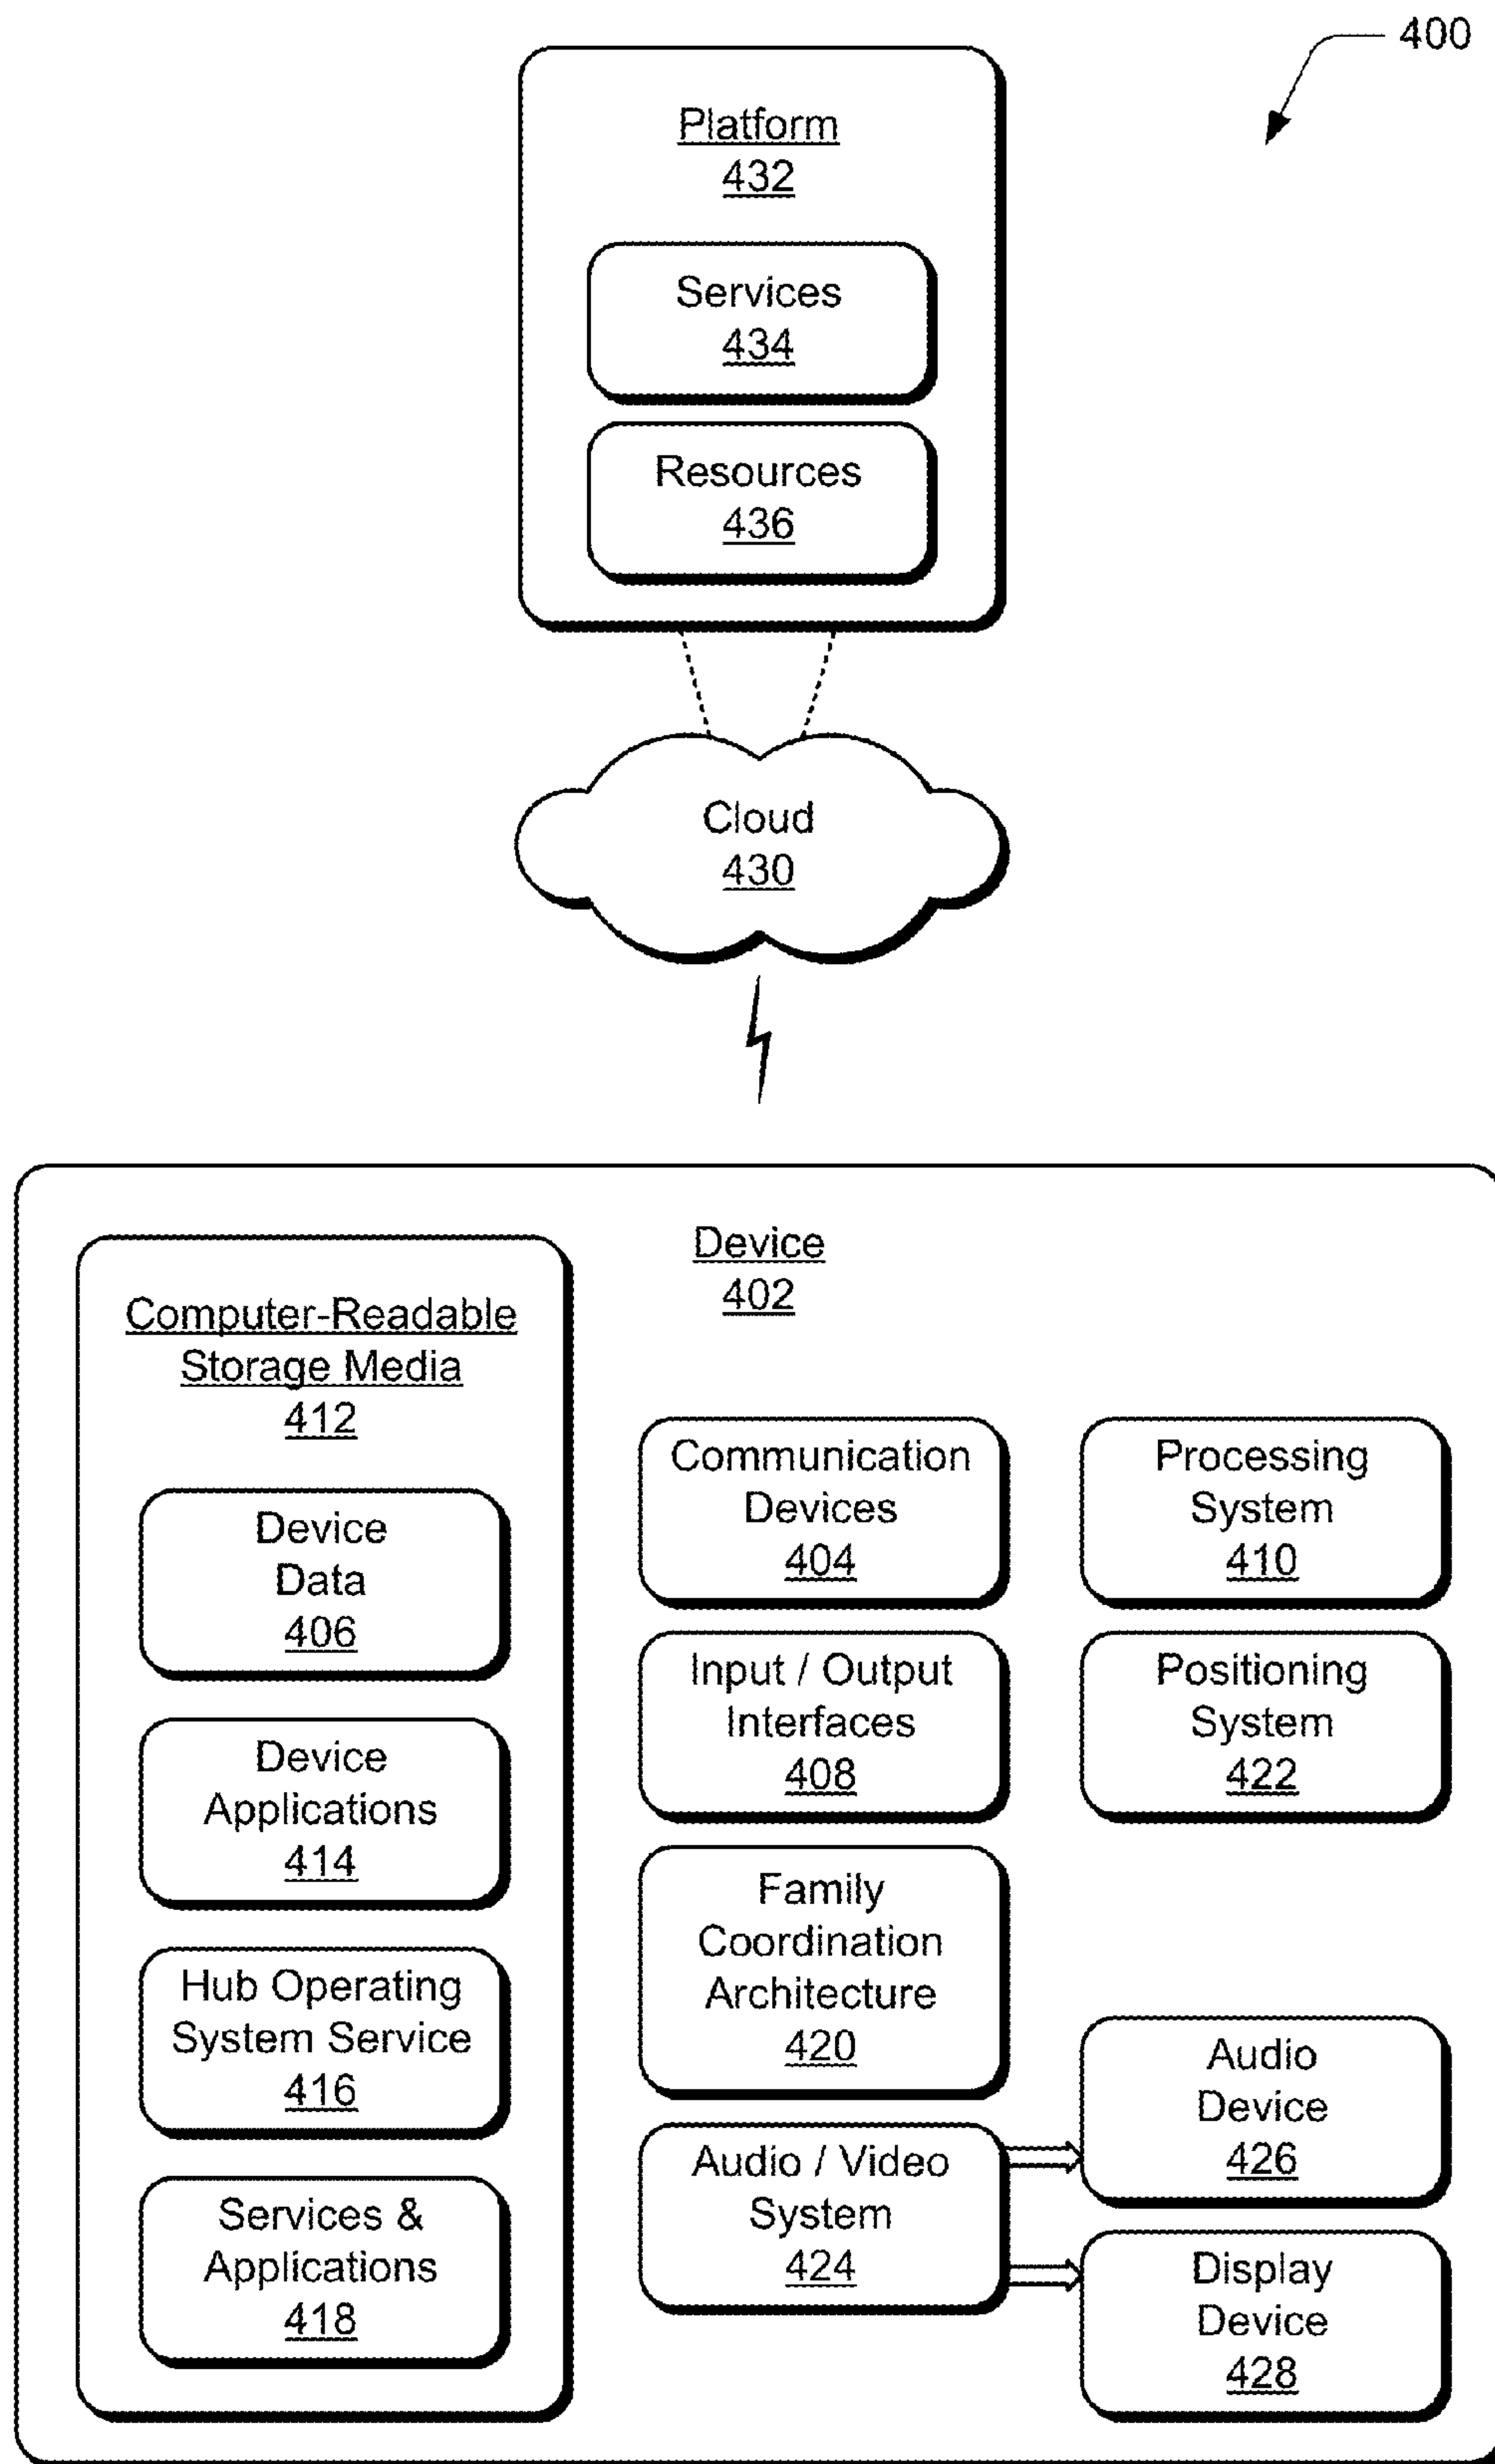 400
Platform
432
Services
434
Resources
436
Cloud
430
Device
402
Computer-Readable
Storage Media
412
Device
Data
406
Device
Applications
414
Hub Operating
System Service
416
Services &
Applications
418
Communication
Devices
404
Input / Output
Interfaces
408
Family
Coordination
Architecture
420
Audio / Video
System
424
Processing
System
410
Positioning
System
422
Audio
Device
426
Display
Device
428